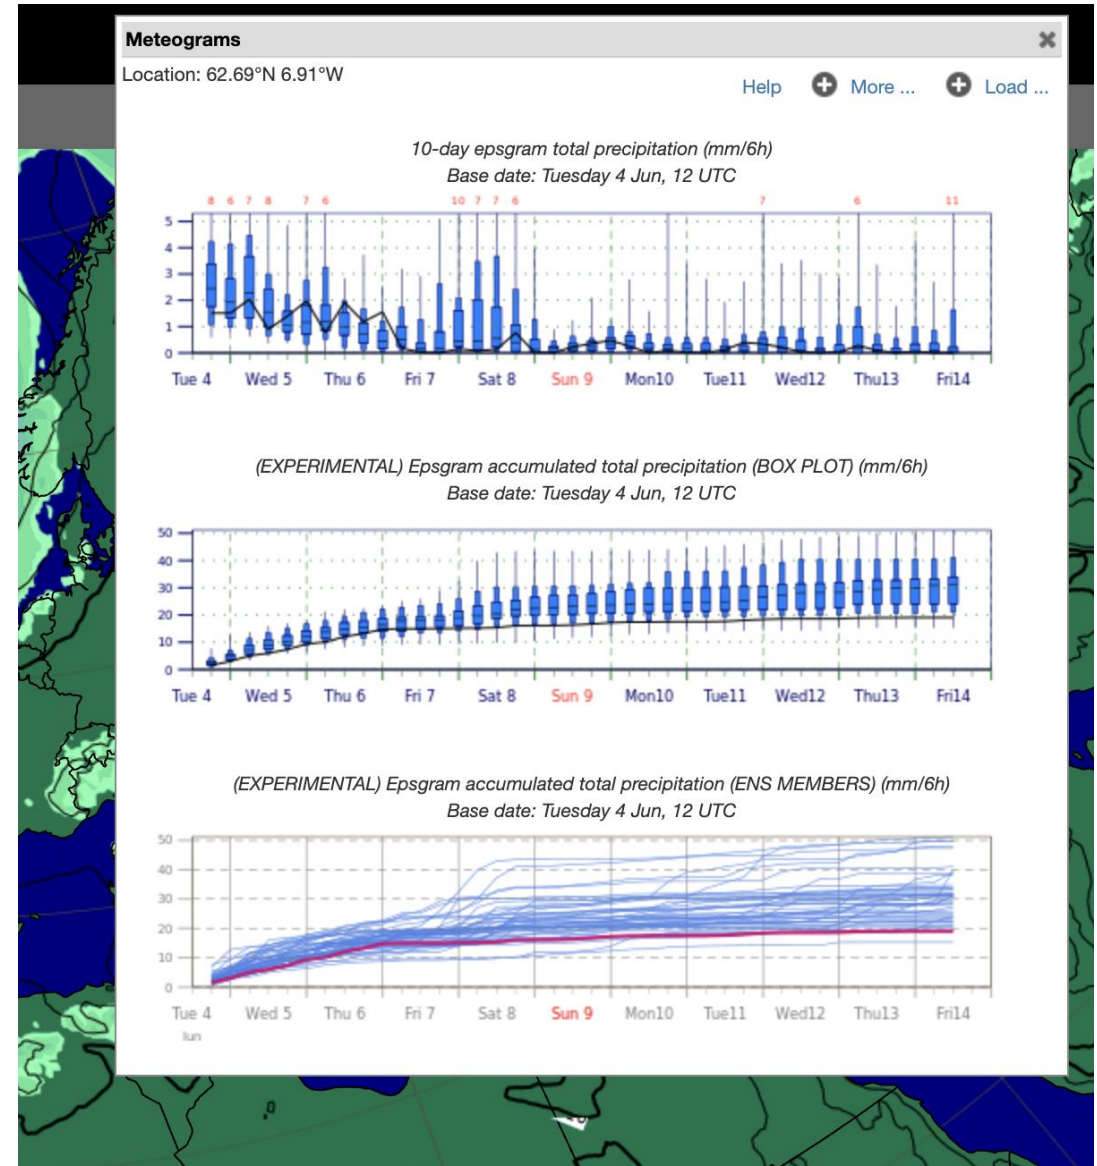 Meteograms
Location: 62.69°N 6.91°W
Help More ... Load ...
10-day epsgram total precipitation (mm/6h)
Base date: Tuesday 4 Jun, 12 UTC
8 6 7 8 7 6 10 7 7 6 7 6 11
5
4
3
2
1
0
Tue 4 Wed 5 Thu 6 Fri 7 Sat 8 Sun 9 Mon10 Tue11 Wed12 Thu13 Fri14
(EXPERIMENTAL) Epsgram accumulated total precipitation (BOX PLOT) (mm/6h)
Base date: Tuesday 4 Jun, 12 UTC
50
40
30
20
10
0
Tue 4 Wed 5 Thu 6 Fri 7 Sat 8 Sun 9 Mon10 Tue11 Wed12 Thu13 Fri14
(EXPERIMENTAL) Epsgram accumulated total precipitation (ENS MEMBERS) (mm/6h)
Base date: Tuesday 4 Jun, 12 UTC
50
40
30
20
10
0
Tue 4 Wed 5 Thu 6 Fri 7 Sat 8 Sun 9 Mon10 Tue11 Wed12 Thu13 Fri14